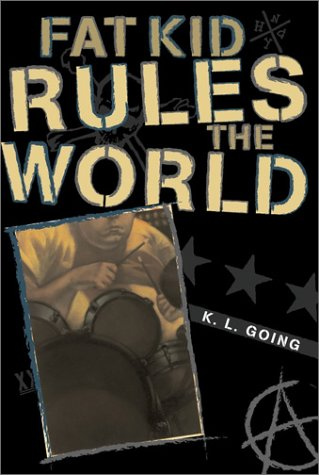 FAT KID
RULES
THE
WORLD
K. L. GOING